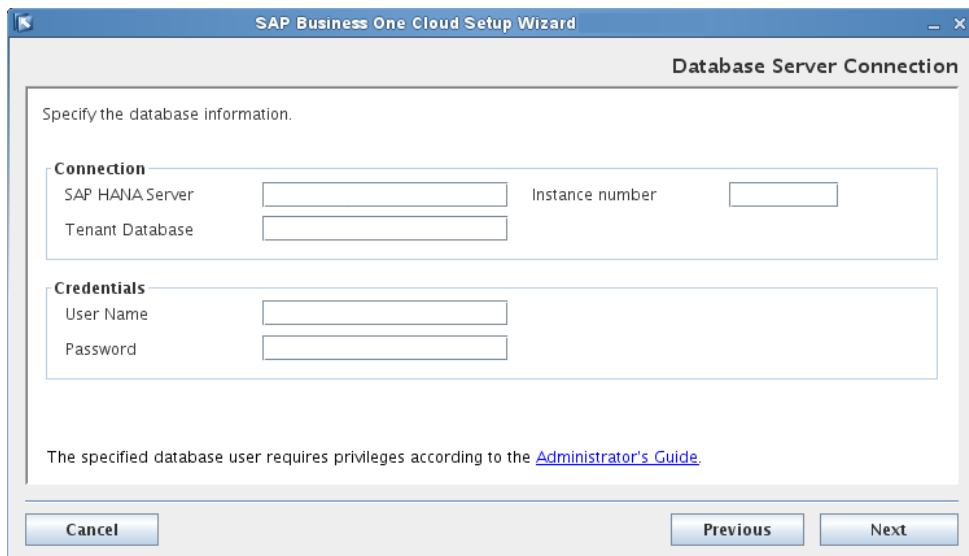 SAP Business One Cloud Setup Wizard
Database Server Connection
Specify the database information.
Connection
SAP HANA Server
Instance number
Tenant Database
Credentials
User Name
Password
The specified database user requires privileges according to the Administrator's Guide.
Cancel
Previous
Next